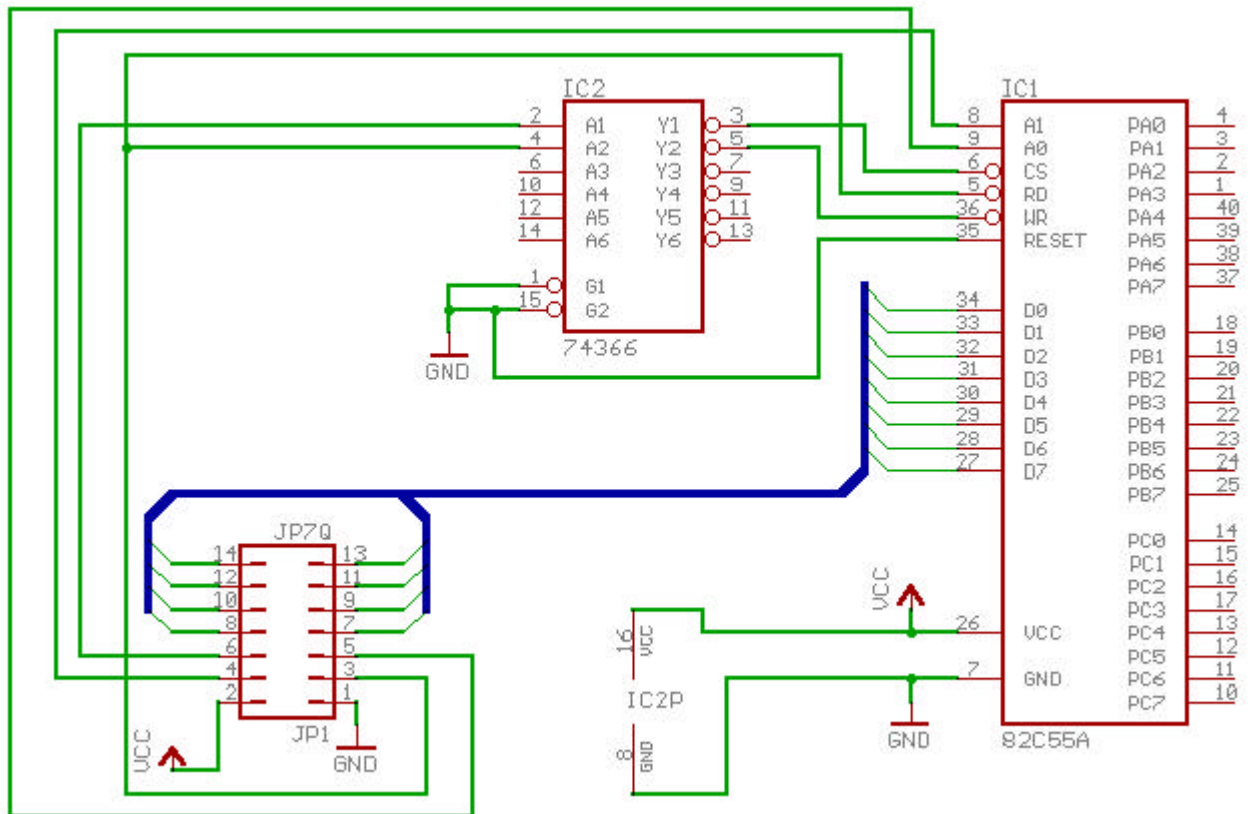 IC2
2 A1 Y1 3
4 A2 Y2 5
6 A3 Y3 7
10 A4 Y4 9
12 A5 Y5 11
14 A6 Y6 13
1 G1
15 G2
74366
GND
IC1
8 A1 PA0 4
9 A0 PA1 3
6 CS PA2 2
5 RD PA3 1
36 WR PA4 40
35 RESET PA5 39
PA6 38
PA7 37
34 D0
33 D1 PB0 18
32 D2 PB1 19
31 D3 PB2 20
30 D4 PB3 21
29 D5 PB4 22
28 D6 PB5 23
27 D7 PB6 24
PB7 25
PC0 14
PC1 15
PC2 16
PC3 17
26 VCC PC4 13
PC5 12
7 GND PC6 11
PC7 10
82C55A
VCC
GND
16 VCC
IC2P
8 GND
JP7Q
14 13
12 11
10 9
8 7
6 5
4 3
2 1
JP1
VCC
GND